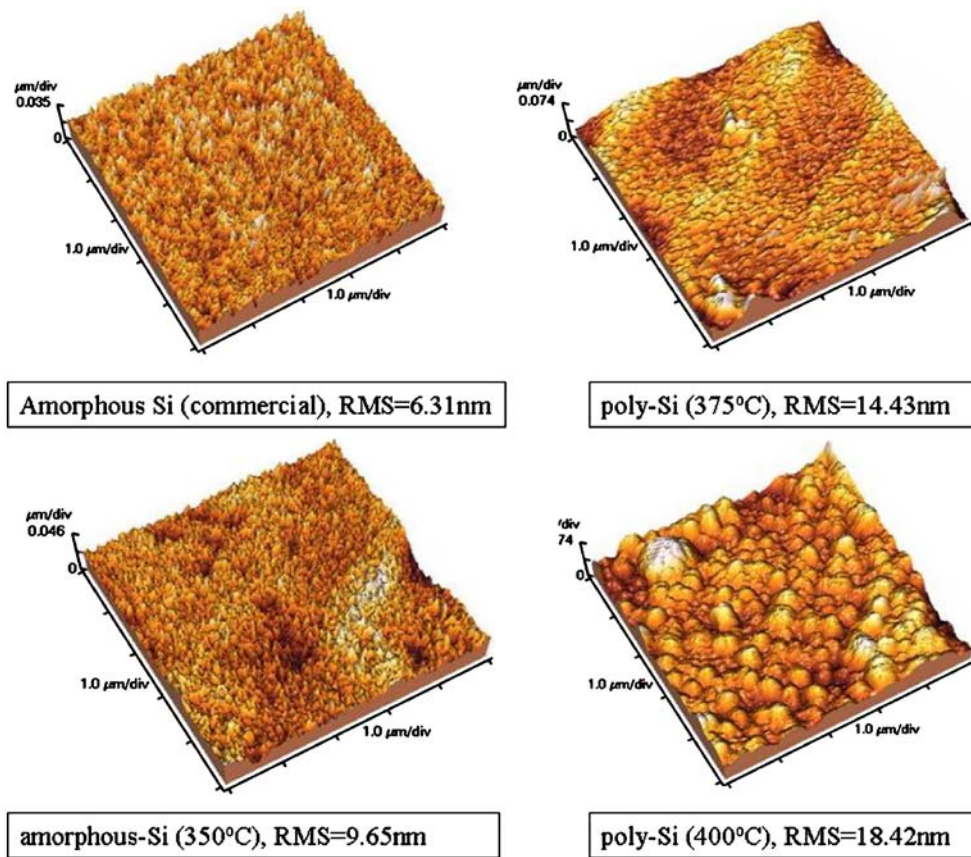 µm/div
0.035
0
1.0 µm/div
1.0 µm/div
Amorphous Si (commercial), RMS=6.31nm
µm/div
0.074
0
1.0 µm/div
1.0 µm/div
poly-Si (375ºC), RMS=14.43nm
µm/div
0.046
0
1.0 µm/div
1.0 µm/div
amorphous-Si (350ºC), RMS=9.65nm
/div
74
0
1.0 µm/div
1.0 µm/div
poly-Si (400ºC), RMS=18.42nm